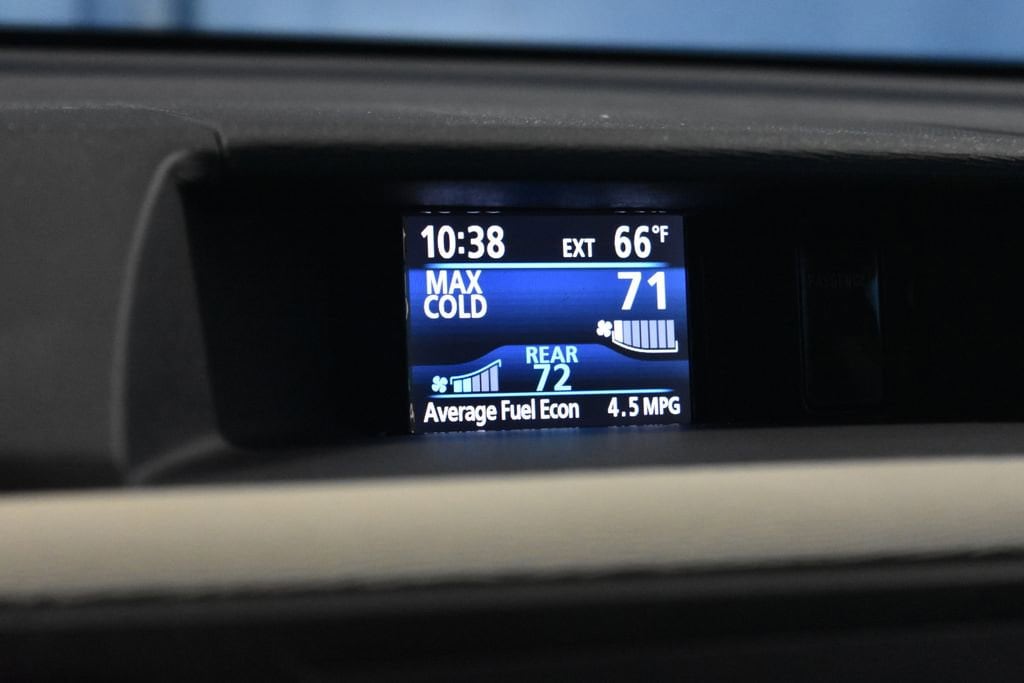 10:38 EXT 66°F
MAX 71
COLD
REAR
72
Average Fuel Econ 4.5 MPG